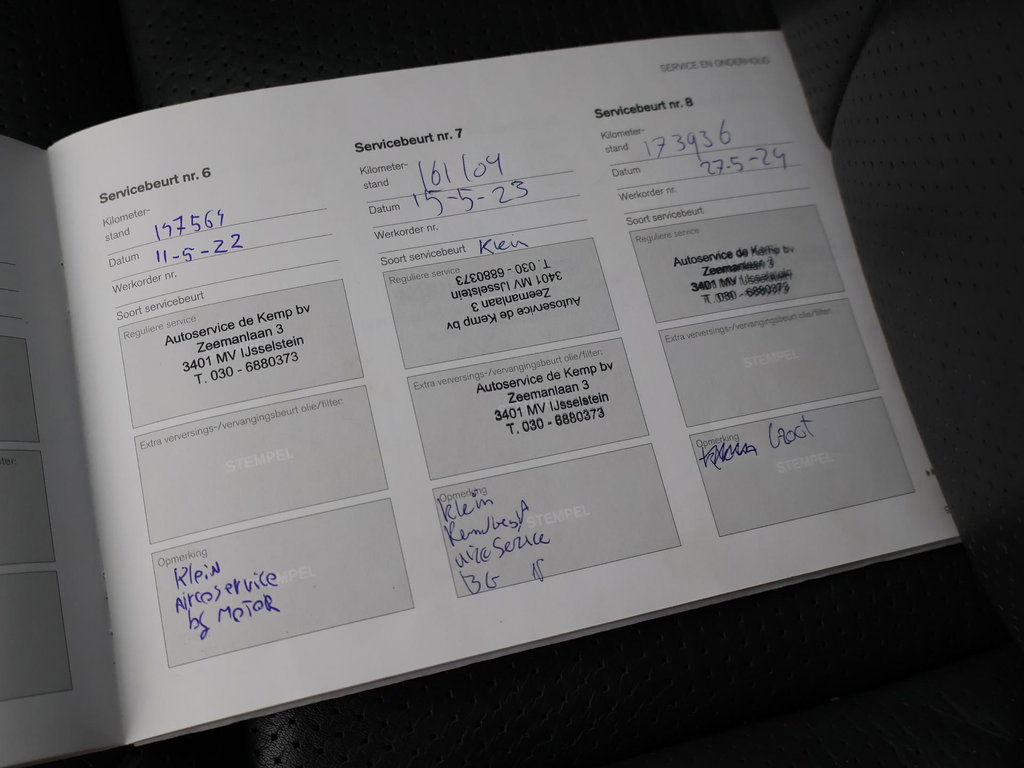 SERVICE EN ONDERHOUD
Servicebeurt nr. 6
Kilometer-
stand 147564
Datum 11-5-22
Werkorder nr.
Soort servicebeurt
Reguliere service
Autoservice de Kemp bv
Zeemanlaan 3
3401 MV IJsselstein
T. 030 - 6880373
Extra verversings-/vervangingsbeurt olie/filter:
STEMPEL
Opmerking
Klein
Aircoservice
bg MOTOR
Servicebeurt nr. 7
Kilometer-
stand 161104
Datum 15-5-23
Werkorder nr.
Soort servicebeurt Klein
Reguliere service
Autoservice de Kemp bv
Zeemanlaan 3
3401 MV IJsselstein
T. 030 - 6880373
Extra verversings-/vervangingsbeurt olie/filter:
Autoservice de Kemp bv
Zeemanlaan 3
3401 MV IJsselstein
T. 030 - 6880373
Opmerking
Klein
STEMPEL
BG
Servicebeurt nr. 8
Kilometer-
stand 173936
Datum 27-5-24
Werkorder nr.
Soort servicebeurt
Reguliere service
Autoservice de Kemp bv
Zeemanlaan 3
3401 MV IJsselstein
T. 030 - 6880373
Extra verversings-/vervangingsbeurt olie/filter:
STEMPEL
Opmerking
Groot
STEMPEL